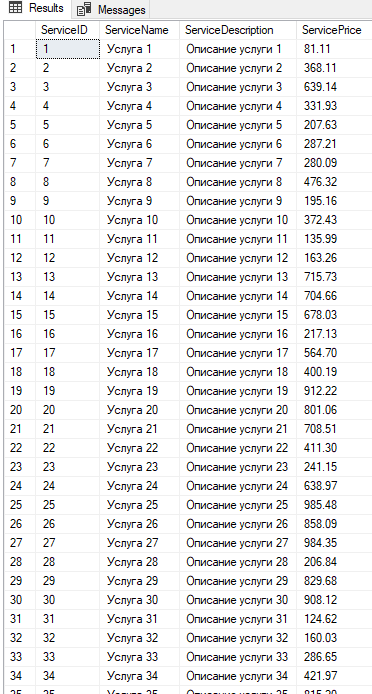 Results Messages
ServiceID ServiceName ServiceDescription ServicePrice
1 1 Услуга 1 Описание услуги 1 81.11
2 2 Услуга 2 Описание услуги 2 368.11
3 3 Услуга 3 Описание услуги 3 639.14
4 4 Услуга 4 Описание услуги 4 331.93
5 5 Услуга 5 Описание услуги 5 207.63
6 6 Услуга 6 Описание услуги 6 287.21
7 7 Услуга 7 Описание услуги 7 280.09
8 8 Услуга 8 Описание услуги 8 476.32
9 9 Услуга 9 Описание услуги 9 195.16
10 10 Услуга 10 Описание услуги 10 372.43
11 11 Услуга 11 Описание услуги 11 135.99
12 12 Услуга 12 Описание услуги 12 163.26
13 13 Услуга 13 Описание услуги 13 715.73
14 14 Услуга 14 Описание услуги 14 704.66
15 15 Услуга 15 Описание услуги 15 678.03
16 16 Услуга 16 Описание услуги 16 217.13
17 17 Услуга 17 Описание услуги 17 564.70
18 18 Услуга 18 Описание услуги 18 400.19
19 19 Услуга 19 Описание услуги 19 912.22
20 20 Услуга 20 Описание услуги 20 801.06
21 21 Услуга 21 Описание услуги 21 708.51
22 22 Услуга 22 Описание услуги 22 411.30
23 23 Услуга 23 Описание услуги 23 241.15
24 24 Услуга 24 Описание услуги 24 638.97
25 25 Услуга 25 Описание услуги 25 985.48
26 26 Услуга 26 Описание услуги 26 858.09
27 27 Услуга 27 Описание услуги 27 984.35
28 28 Услуга 28 Описание услуги 28 206.84
29 29 Услуга 29 Описание услуги 29 829.68
30 30 Услуга 30 Описание услуги 30 908.12
31 31 Услуга 31 Описание услуги 31 124.62
32 32 Услуга 32 Описание услуги 32 160.03
33 33 Услуга 33 Описание услуги 33 286.65
34 34 Услуга 34 Описание услуги 34 421.97